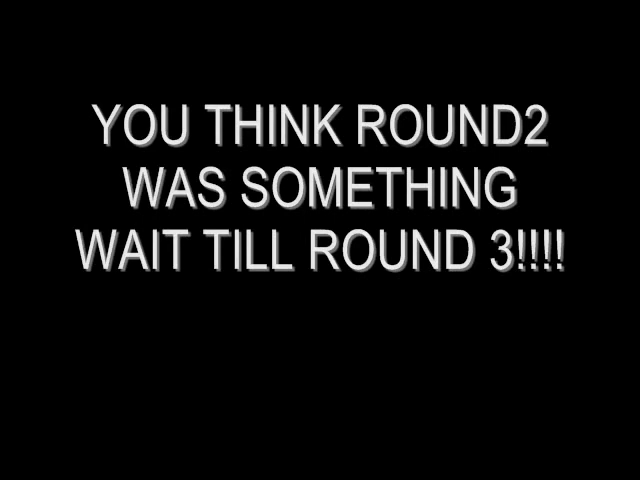 YOU THINK ROUND2
WAS SOMETHING
WAIT TILL ROUND 3!!!!